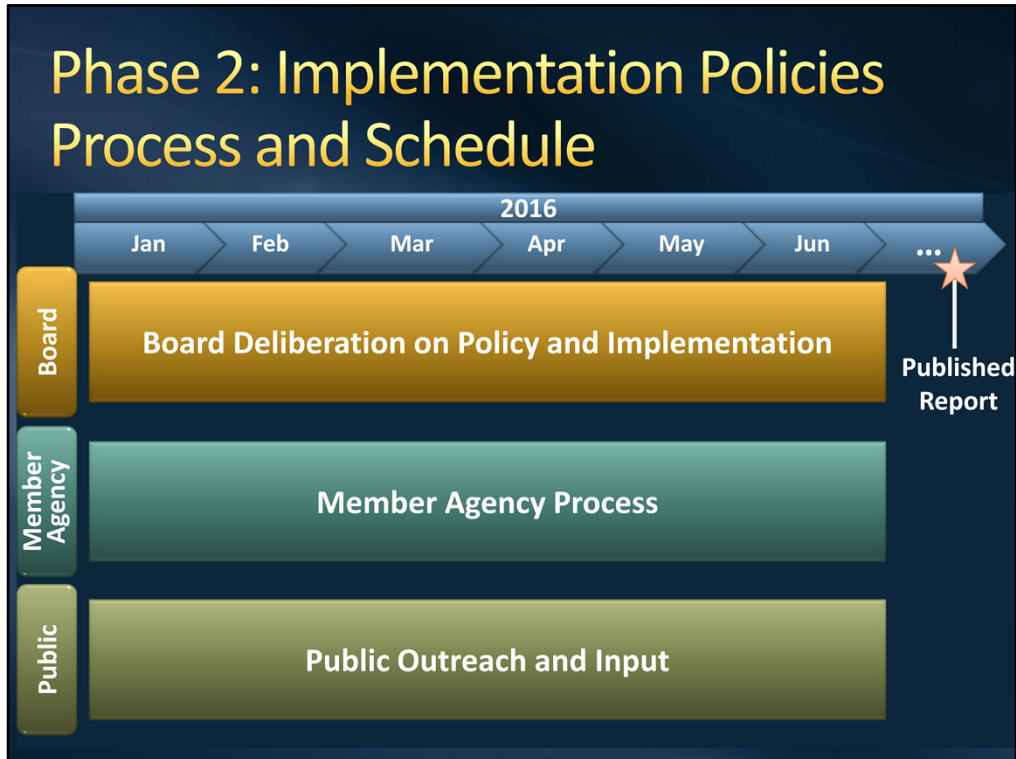 Phase 2: Implementation Policies
Process and Schedule
2016
Jan Feb Mar Apr May Jun ...
Board
Board Deliberation on Policy and Implementation
Published
Report
Member
Agency
Member Agency Process
Public
Public Outreach and Input